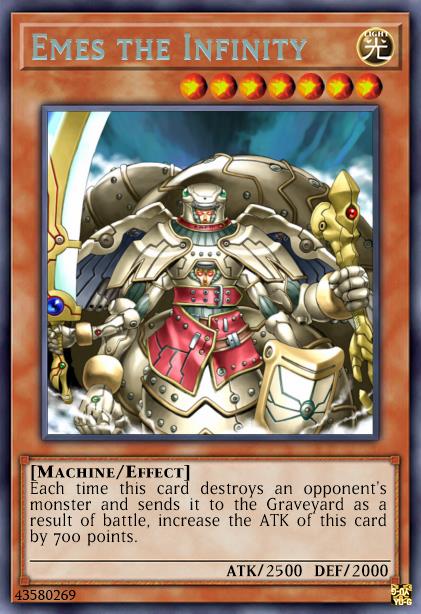 Emes the Infinity
LIGHT
光
[Machine/Effect]
Each time this card destroys an opponent's
monster and sends it to the Graveyard as a
result of battle, increase the ATK of this card
by 700 points.
ATK/2500 DEF/2000
43580269